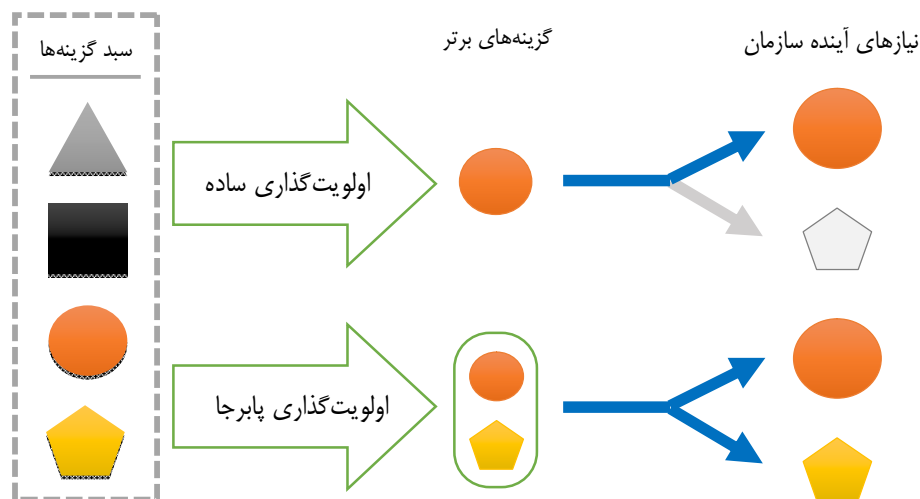 نیازهای آینده سازمان
گزینه‌های برتر
سبد گزینه‌ها
اولویت‌گذاری ساده
اولویت‌گذاری پابرجا